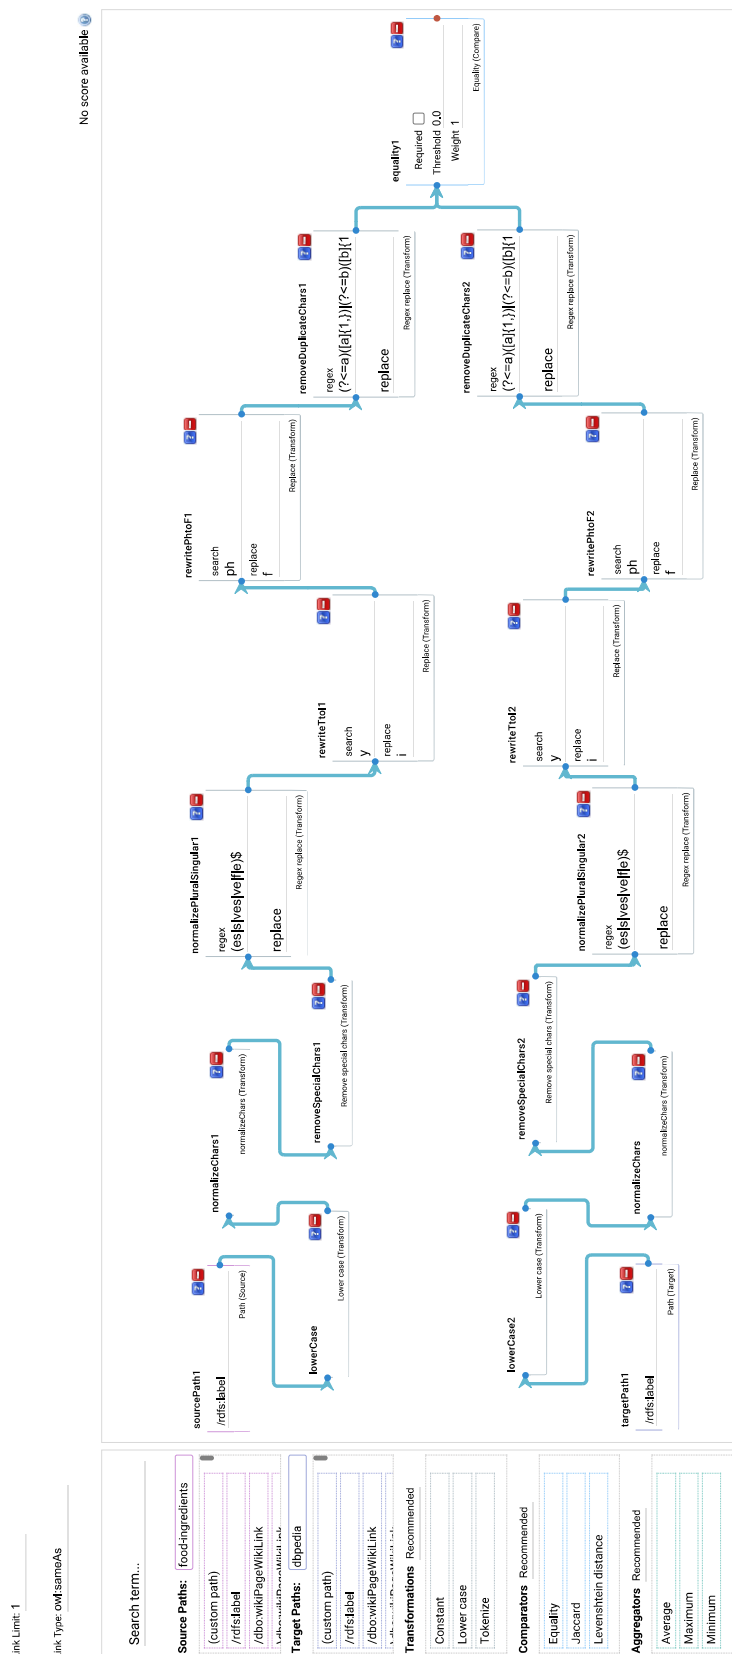 ink Limit: 1
ink Type: owl:sameAs
No score available
Search term...
Source Paths:
food-ingredients
(custom path)
/rdfs:label
/dbo:wikiPageWikiLink
Target Paths:
dbpedia
(custom path)
/rdfs:label
/dbo:wikiPageWikiLink
Transformations Recommended
Constant
Lower case
Tokenize
Comparators Recommended
Equality
Jaccard
Levenshtein distance
Aggregators Recommended
Average
Maximum
Minimum
sourcePath1
/rdfs:label
Path (Source)
lowerCase
Lower case (Transform)
normalizeChars1
normalizeChars (Transform)
removeSpecialChars1
Remove special chars (Transform)
normalizePluralSingular1
regex
(es|s|ves|ve|f|e)$
replace
Regex replace (Transform)
rewriteTtoI1
search
y
replace
i
Replace (Transform)
rewritePhtoF1
search
ph
replace
f
Replace (Transform)
removeDuplicateChars1
regex
(?<=a)([a]{1,})|(?<=b)([b]{1
replace
Regex replace (Transform)
equality1
Required
Threshold 0.0
Weight 1
Equality (Compare)
targetPath1
/rdfs:label
Path (Target)
lowerCase2
Lower case (Transform)
normalizeChars
normalizeChars (Transform)
removeSpecialChars2
Remove special chars (Transform)
normalizePluralSingular2
regex
(es|s|ves|ve|f|e)$
replace
Regex replace (Transform)
rewriteTtoI2
search
y
replace
i
Replace (Transform)
rewritePhtoF2
search
ph
replace
f
Replace (Transform)
removeDuplicateChars2
regex
(?<=a)([a]{1,})|(?<=b)([b]{1
replace
Regex replace (Transform)